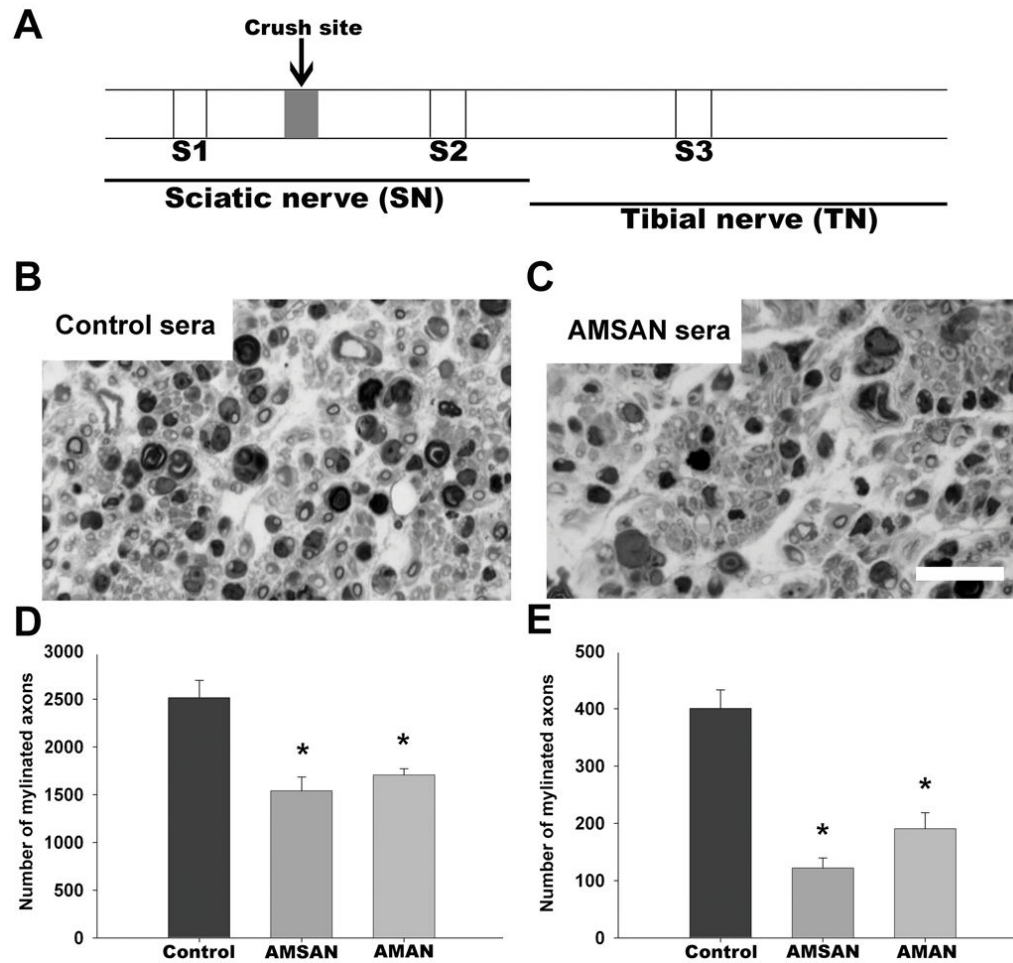 A
Crush site
S1
S2
S3
Sciatic nerve (SN)
Tibial nerve (TN)
B
Control sera
C
AMSAN sera
D
Number of mylinated axons
3000
2500
2000
1500
1000
500
0
*
*
Control
AMSAN
AMAN
E
Number of mylinated axons
500
400
300
200
100
0
*
*
Control
AMSAN
AMAN